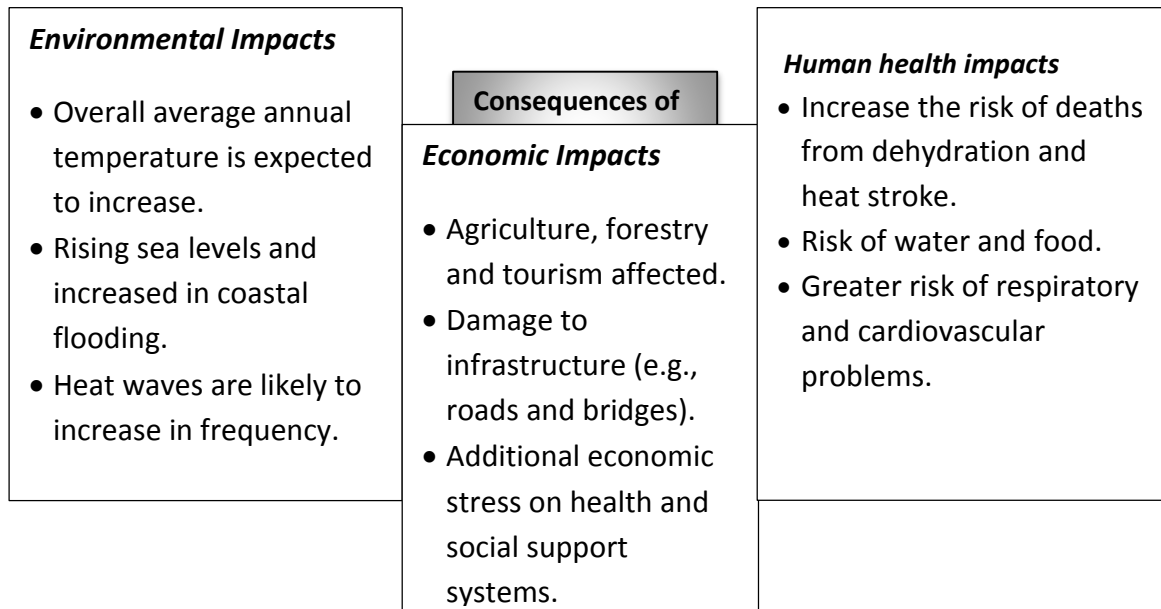 Environmental Impacts
• Overall average annual
temperature is expected
to increase.
• Rising sea levels and
increased in coastal
flooding.
• Heat waves are likely to
increase in frequency.
Consequences of
Economic Impacts
• Agriculture, forestry
and tourism affected.
• Damage to
infrastructure (e.g.,
roads and bridges).
• Additional economic
stress on health and
social support
systems.
Human health impacts
• Increase the risk of deaths
from dehydration and
heat stroke.
• Risk of water and food.
• Greater risk of respiratory
and cardiovascular
problems.